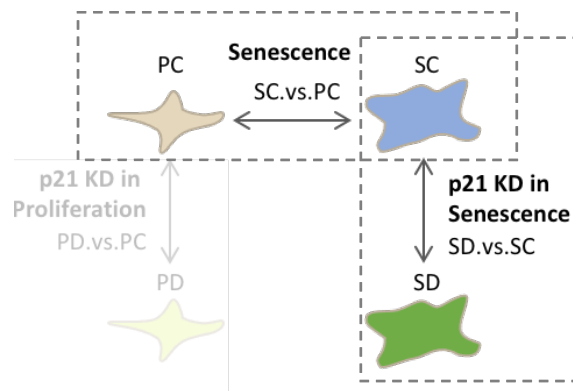 Senescence
PC
SC
SC.vs.PC
p21 KD in
Proliferation
PD.vs.PC
p21 KD in
Senescence
SD.vs.SC
PD
SD